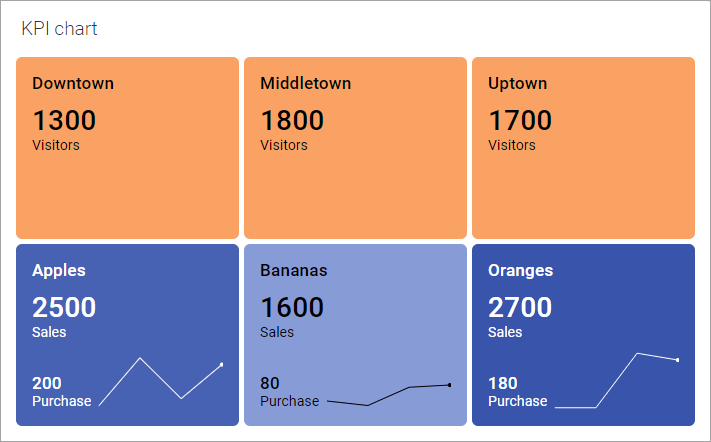 KPI chart
Downtown
1300
Visitors
Middletown
1800
Visitors
Uptown
1700
Visitors
Apples
2500
Sales
200
Purchase
Bananas
1600
Sales
80
Purchase
Oranges
2700
Sales
180
Purchase